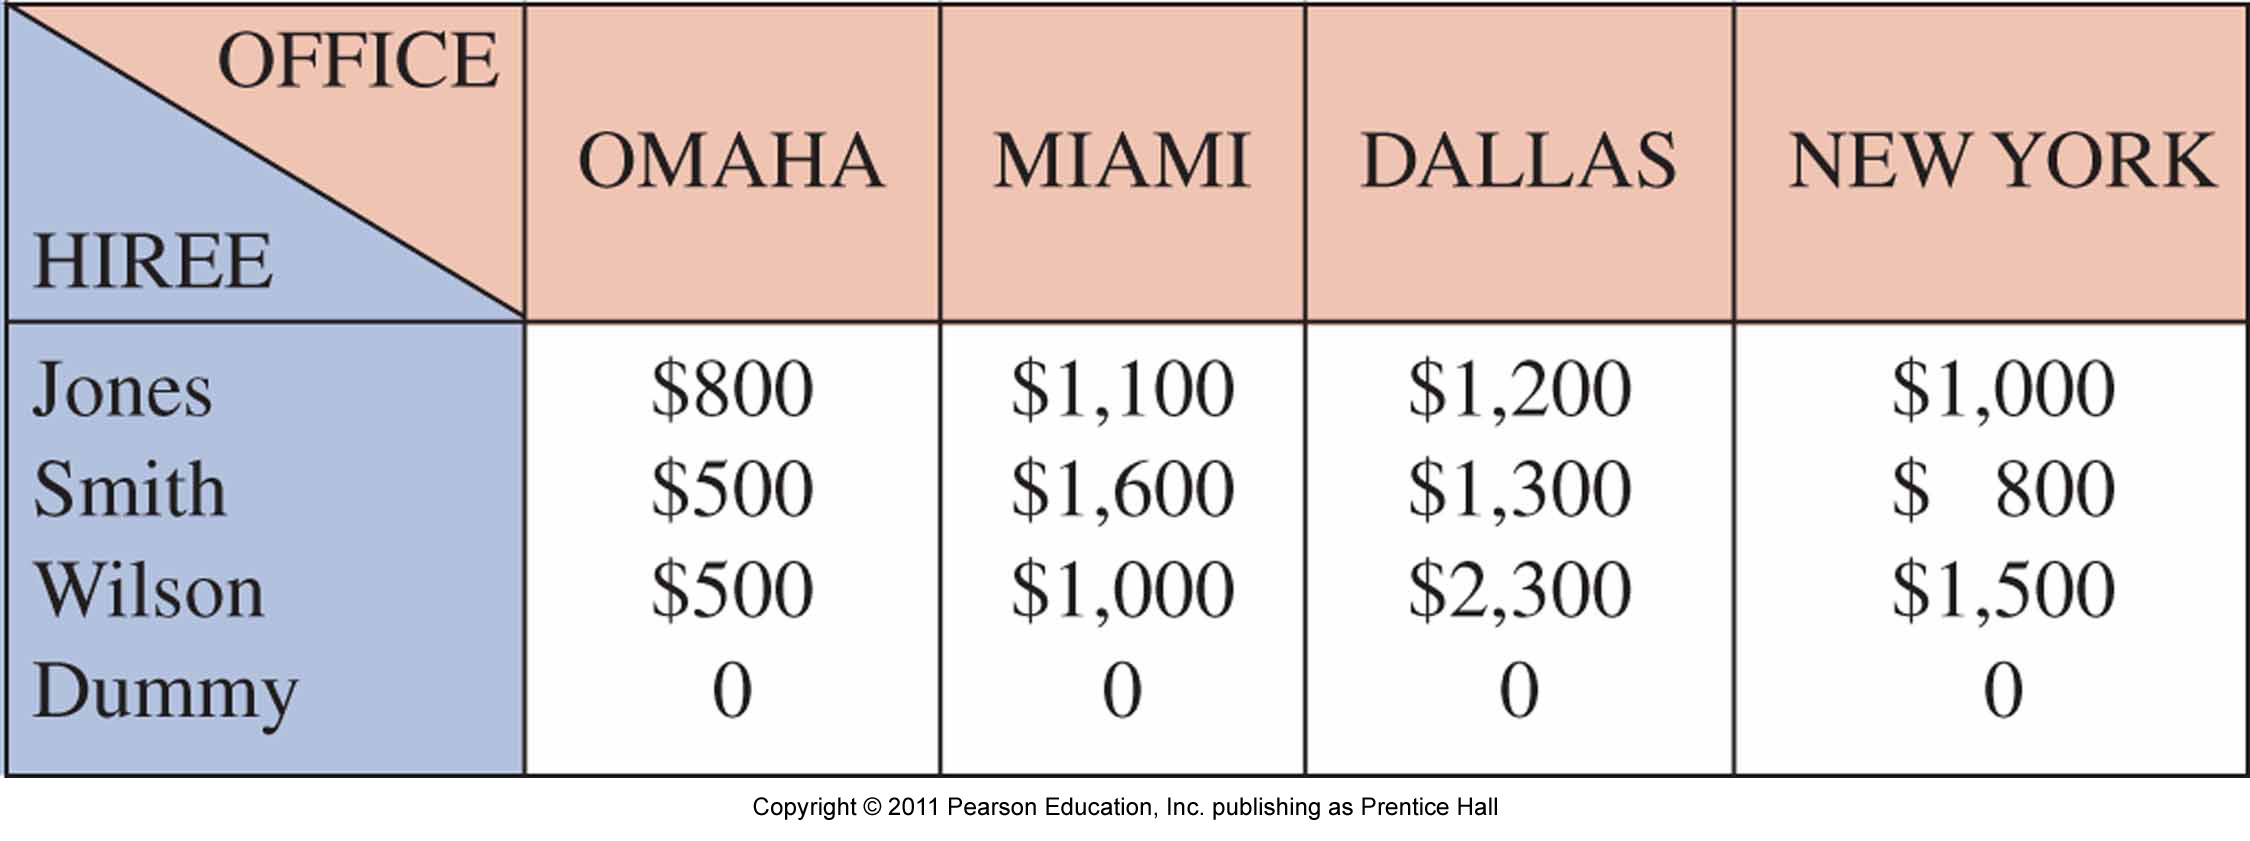 OFFICE
HIREE
OMAHA MIAMI DALLAS NEW YORK
Jones $800 $1,100 $1,200 $1,000
Smith $500 $1,600 $1,300 $ 800
Wilson $500 $1,000 $2,300 $1,500
Dummy 0 0 0 0
Copyright © 2011 Pearson Education, Inc. publishing as Prentice Hall